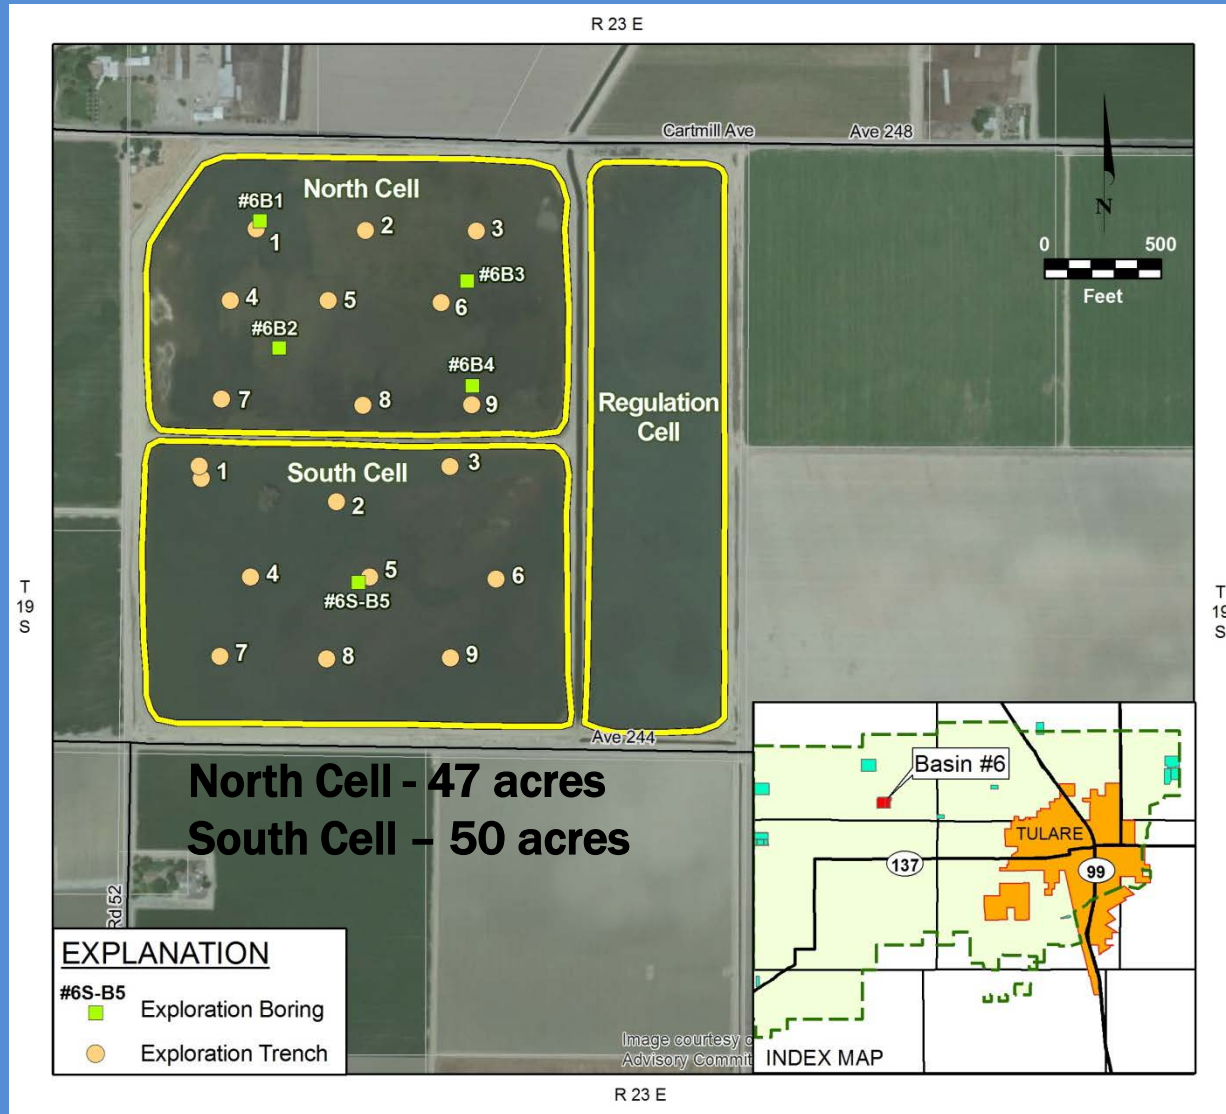 R 23 E
Cartmill Ave
Ave 248
North Cell
#6B1
1
2
3
N
0
500
Feet
#6B3
4
5
6
#6B2
#6B4
7
8
9
Regulation
Cell
1
South Cell
3
2
4
5
6
#6S-B5
T
19
S
T
19
S
7
8
9
Ave 244
North Cell - 47 acres
South Cell – 50 acres
Basin #6
TULARE
137
99
Rd 52
EXPLANATION
#6S-B5
Exploration Boring
Exploration Trench
Image courtesy
Advisory
INDEX MAP
R 23 E